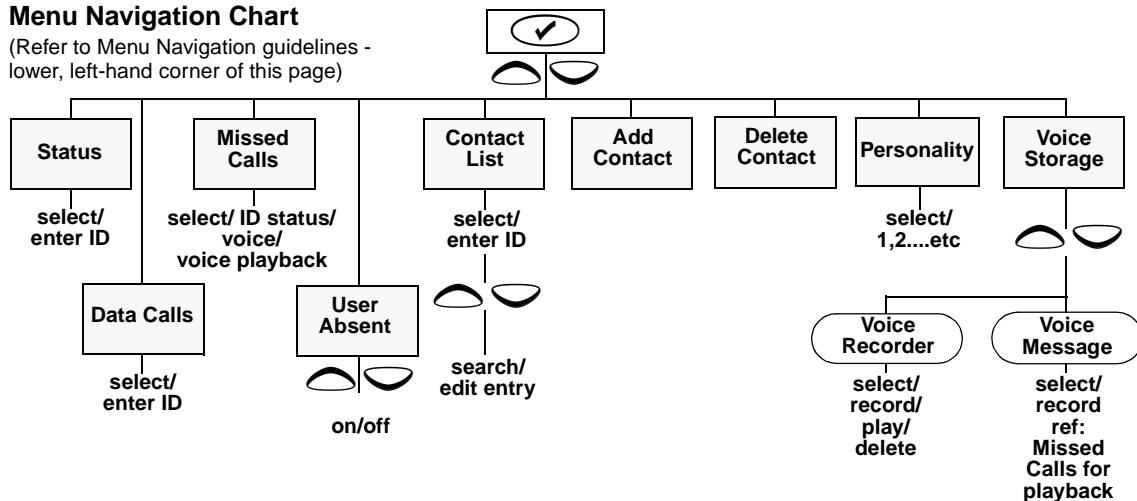 Menu Navigation Chart
(Refer to Menu Navigation guidelines -
lower, left-hand corner of this page)
Status
select/
enter ID
Data Calls
select/
enter ID
Missed
Calls
select/ ID status/
voice/
voice playback
User
Absent
on/off
Contact
List
select/
enter ID
search/
edit entry
Add
Contact
Delete
Contact
Personality
select/
1,2....etc
Voice
Storage
Voice
Recorder
select/
record/
play/
delete
Voice
Message
select/
record
ref:
Missed
Calls for
playback